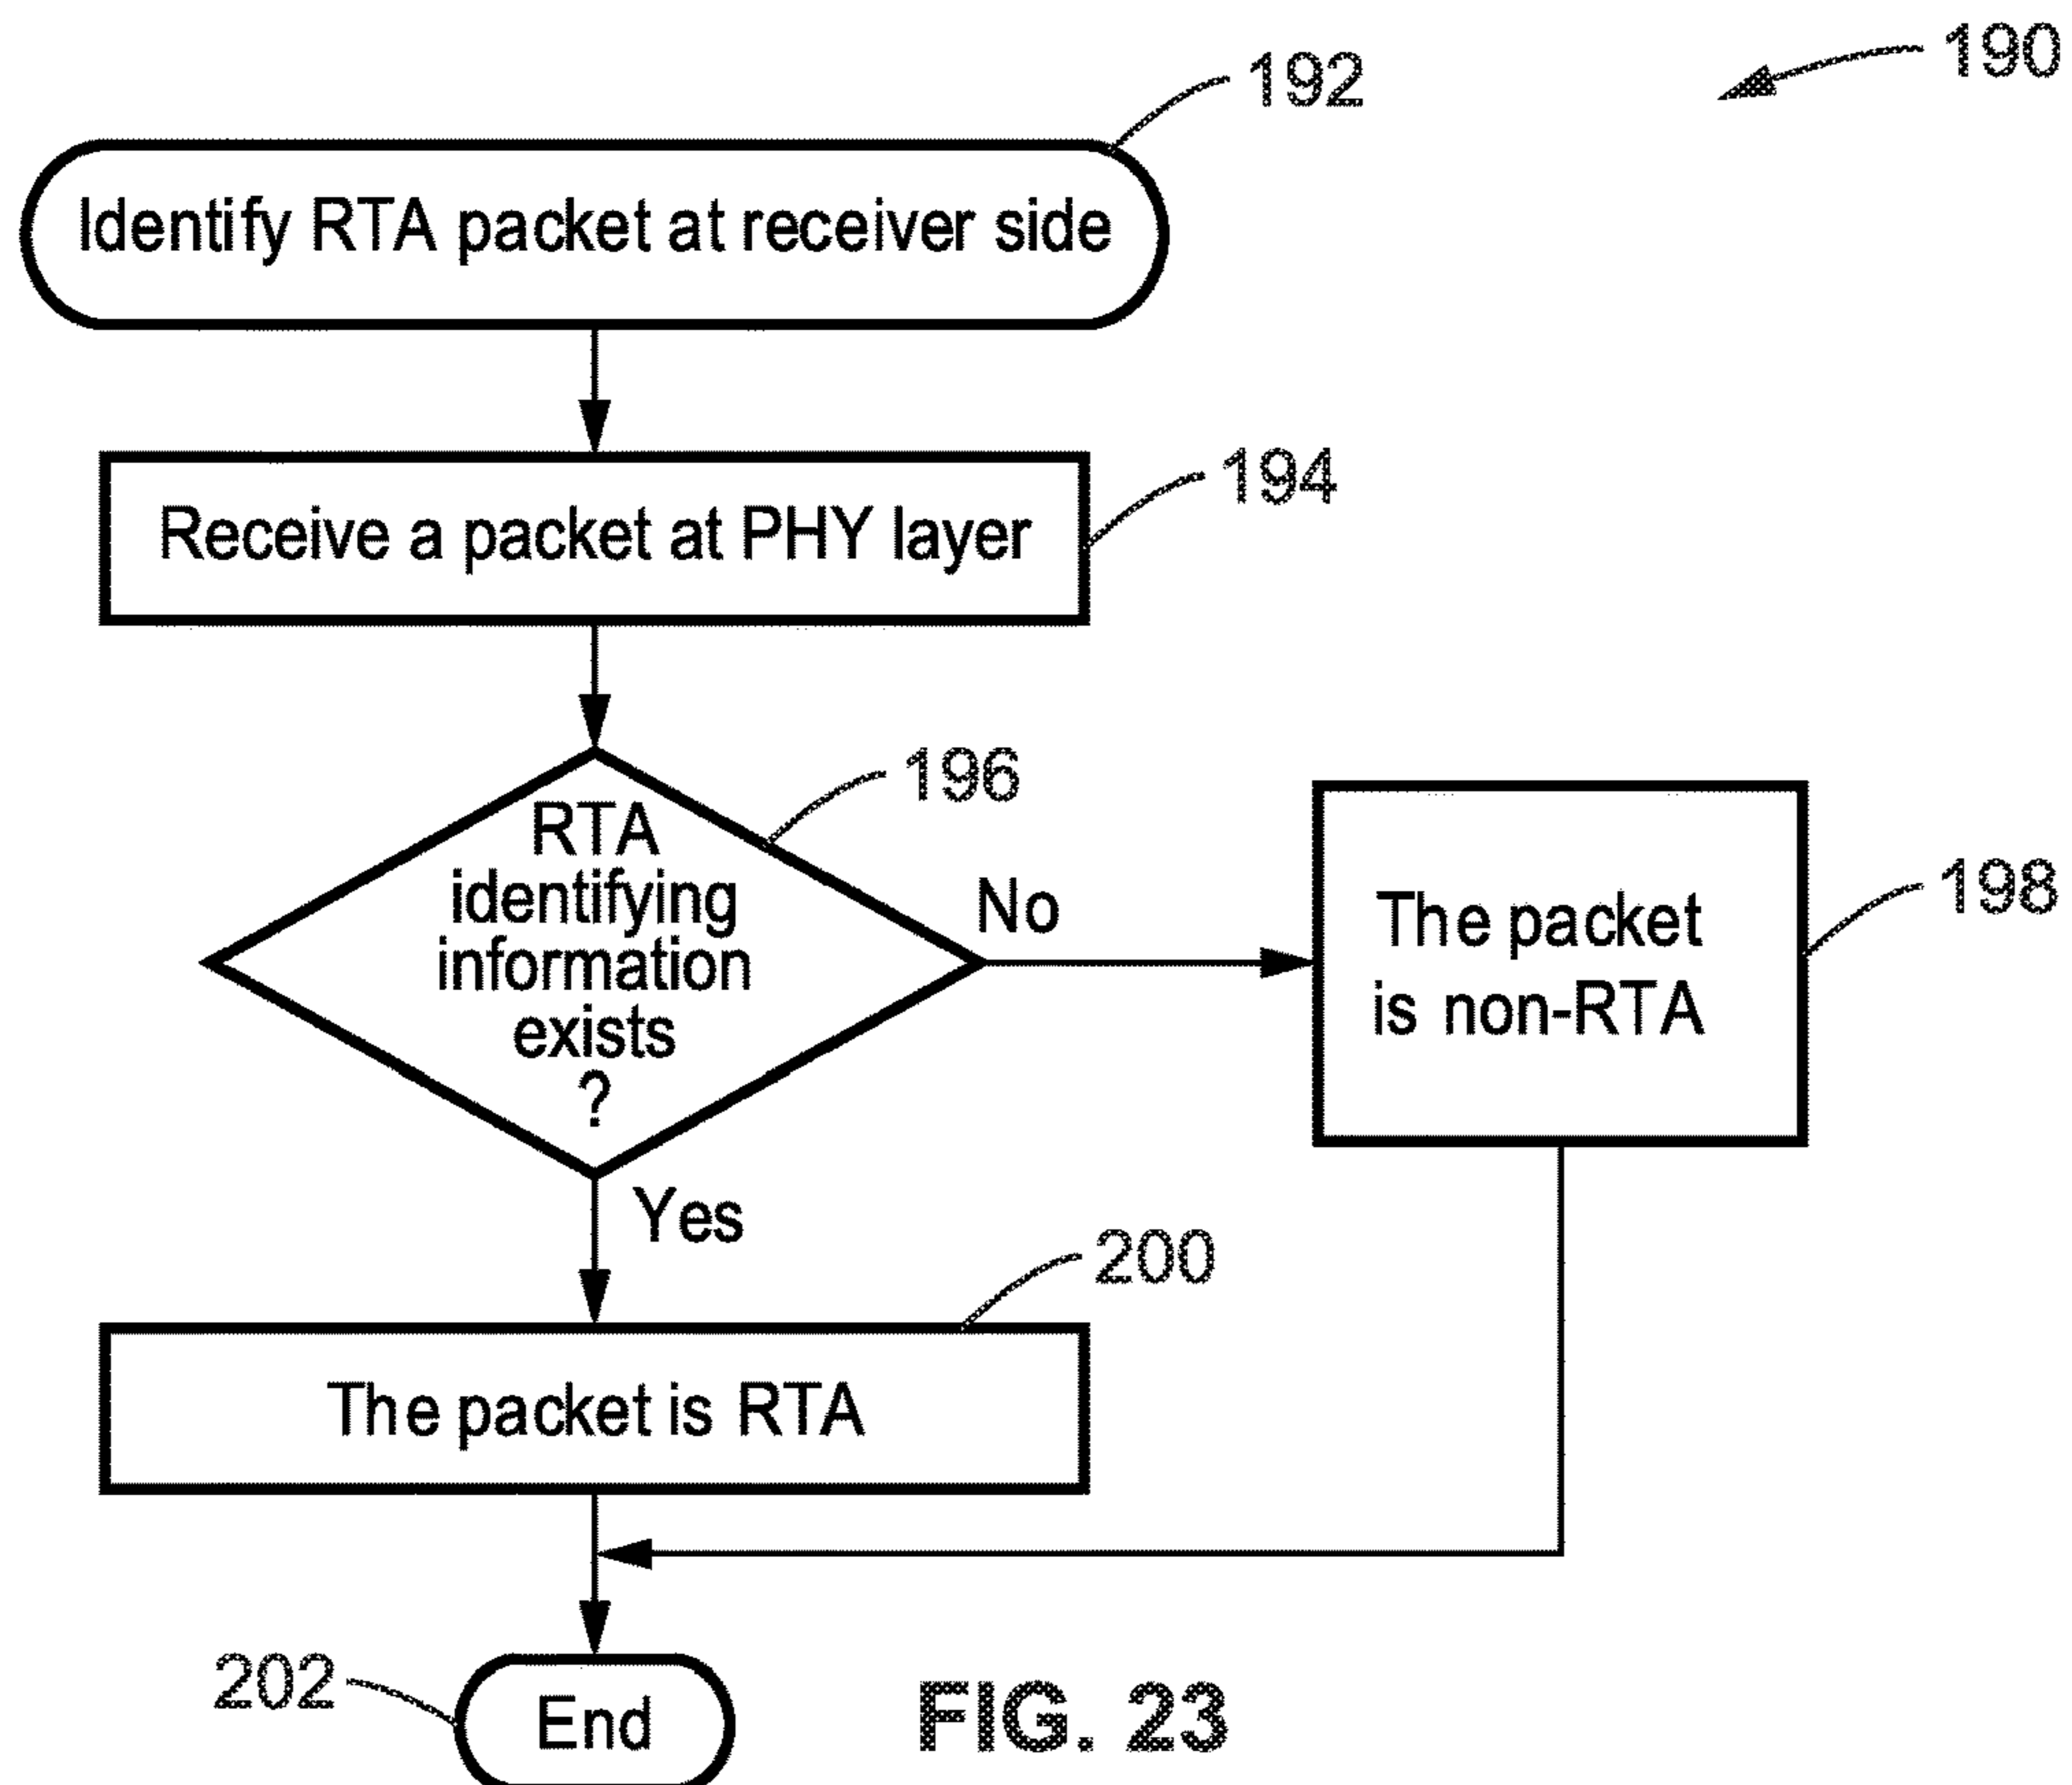 190
192
Identify RTA packet at receiver side
194
Receive a packet at PHY layer
196
RTA
identifying
information
exists
?
No
198
The packet
is non-RTA
Yes
200
The packet is RTA
202
End
FIG. 23